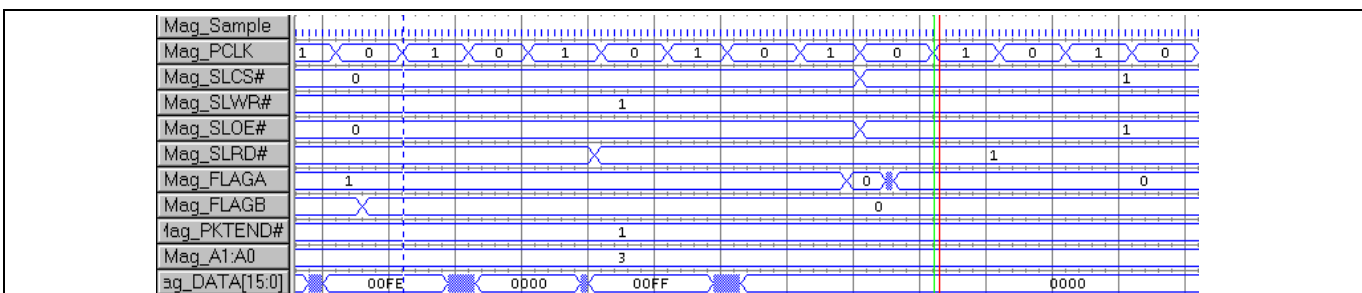 Mag_Sample
Mag_PCLK 1 0 1 0 1 0 1 0 1 0 1 0 1 0
Mag_SLCS# 0 1
Mag_SLWR# 1
Mag_SLOE# 0 1
Mag_SLRD# 1
Mag_FLAGA 1 0 0
Mag_FLAGB 0
Mag_PKTEND# 1
Mag_A1:A0 3
ag_DATA[15:0] 00FE 0000 00FF 0000